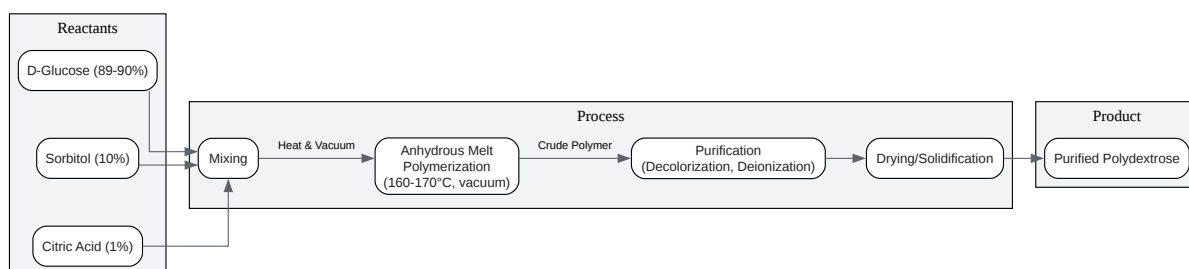 Reactants
D-Glucose (89-90%)
Sorbitol (10%)
Citric Acid (1%)
Process
Mixing
Heat & Vacuum
Anhydrous Melt
Polymerization
(160-170°C, vacuum)
Crude Polymer
Purification
(Decolorization, Deionization)
Drying/Solidification
Product
Purified Polydextrose